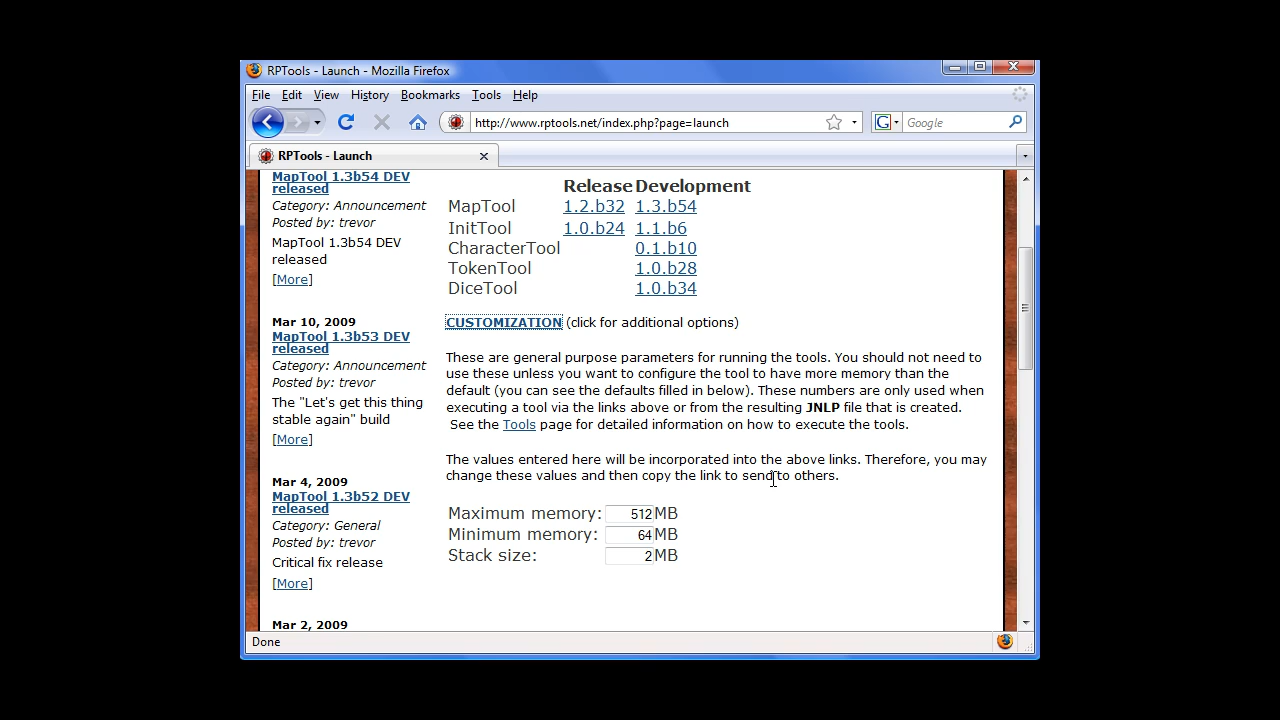 RPTools - Launch - Mozilla Firefox
File Edit View History Bookmarks Tools Help
http://www.rptools.net/index.php?page=launch
G Google
RPTools - Launch
MapTool 1.3b54 DEV
released
Category: Announcement
Posted by: trevor
MapTool 1.3b54 DEV
released
[More]
Mar 10, 2009
MapTool 1.3b53 DEV
released
Category: Announcement
Posted by: trevor
The "Let's get this thing
stable again" build
[More]
Mar 4, 2009
MapTool 1.3b52 DEV
released
Category: General
Posted by: trevor
Critical fix release
[More]
Mar 2, 2009
Release Development
MapTool 1.2.b32 1.3.b54
InitTool 1.0.b24 1.1.b6
CharacterTool 0.1.b10
TokenTool 1.0.b28
DiceTool 1.0.b34
CUSTOMIZATION (click for additional options)
These are general purpose parameters for running the tools. You should not need to
use these unless you want to configure the tool to have more memory than the
default (you can see the defaults filled in below). These numbers are only used when
executing a tool via the links above or from the resulting JNLP file that is created.
See the Tools page for detailed information on how to execute the tools.
The values entered here will be incorporated into the above links. Therefore, you may
change these values and then copy the link to send to others.
Maximum memory: 512 MB
Minimum memory: 64 MB
Stack size: 2 MB
Done